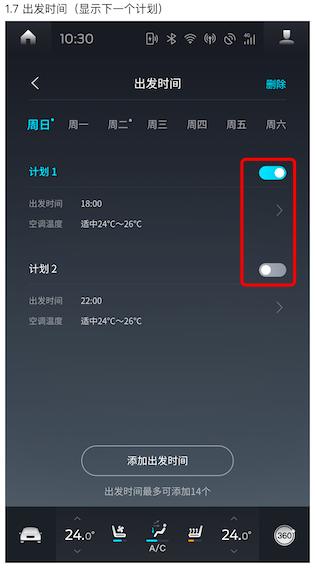 1.7 出发时间（显示下一个计划）
10:30
4G
出发时间
删除
周日 周一 周二 周三 周四 周五 周六
计划 1
出发时间 18:00
空调温度 适中24℃～26℃
计划 2
出发时间 22:00
空调温度 适中24℃～26℃
添加出发时间
出发时间最多可添加14个
24.0° A/C 24.0° 360°